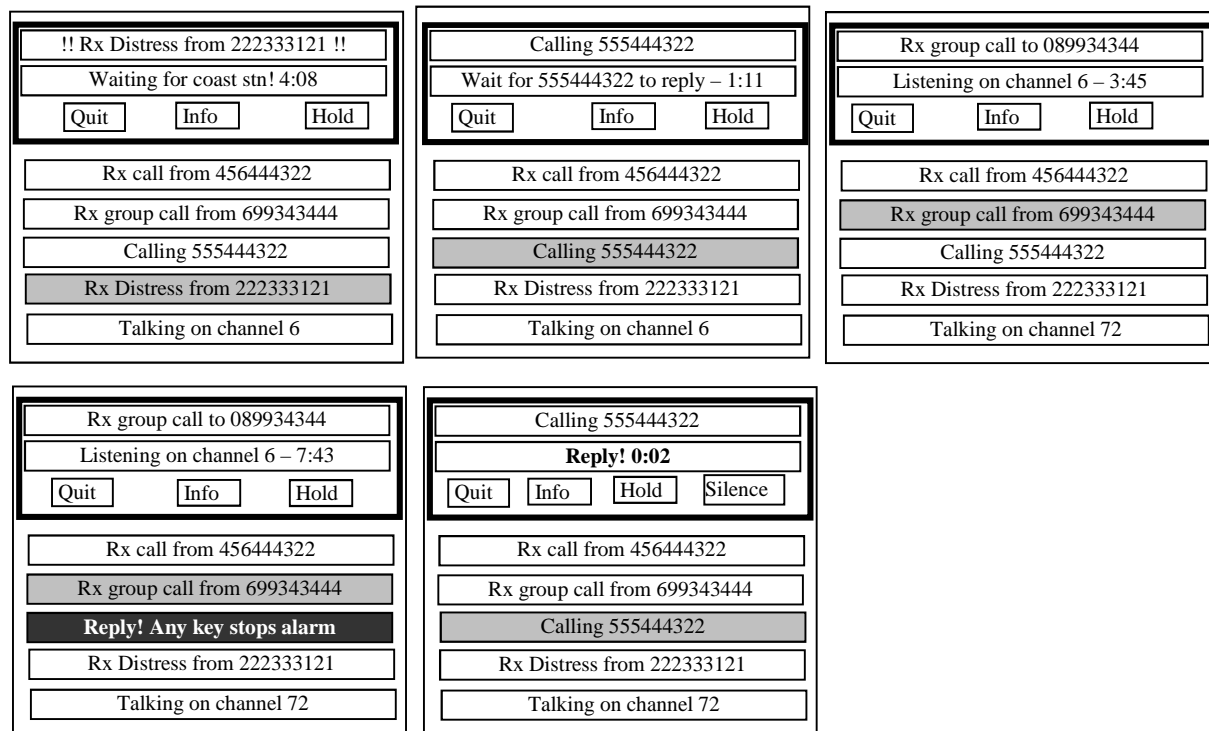 !! Rx Distress from 222333121 !!
Waiting for coast stn! 4:08
Quit Info Hold
Rx call from 456444322
Rx group call from 699343444
Calling 555444322
Rx Distress from 222333121
Talking on channel 6
Calling 555444322
Wait for 555444322 to reply – 1:11
Quit Info Hold
Rx call from 456444322
Rx group call from 699343444
Calling 555444322
Rx Distress from 222333121
Talking on channel 6
Rx group call to 089934344
Listening on channel 6 – 3:45
Quit Info Hold
Rx call from 456444322
Rx group call from 699343444
Calling 555444322
Rx Distress from 222333121
Talking on channel 72
Rx group call to 089934344
Listening on channel 6 – 7:43
Quit Info Hold
Rx call from 456444322
Rx group call from 699343444
Reply! Any key stops alarm
Rx Distress from 222333121
Talking on channel 72
Calling 555444322
Reply! 0:02
Quit Info Hold Silence
Rx call from 456444322
Rx group call from 699343444
Calling 555444322
Rx Distress from 222333121
Talking on channel 72